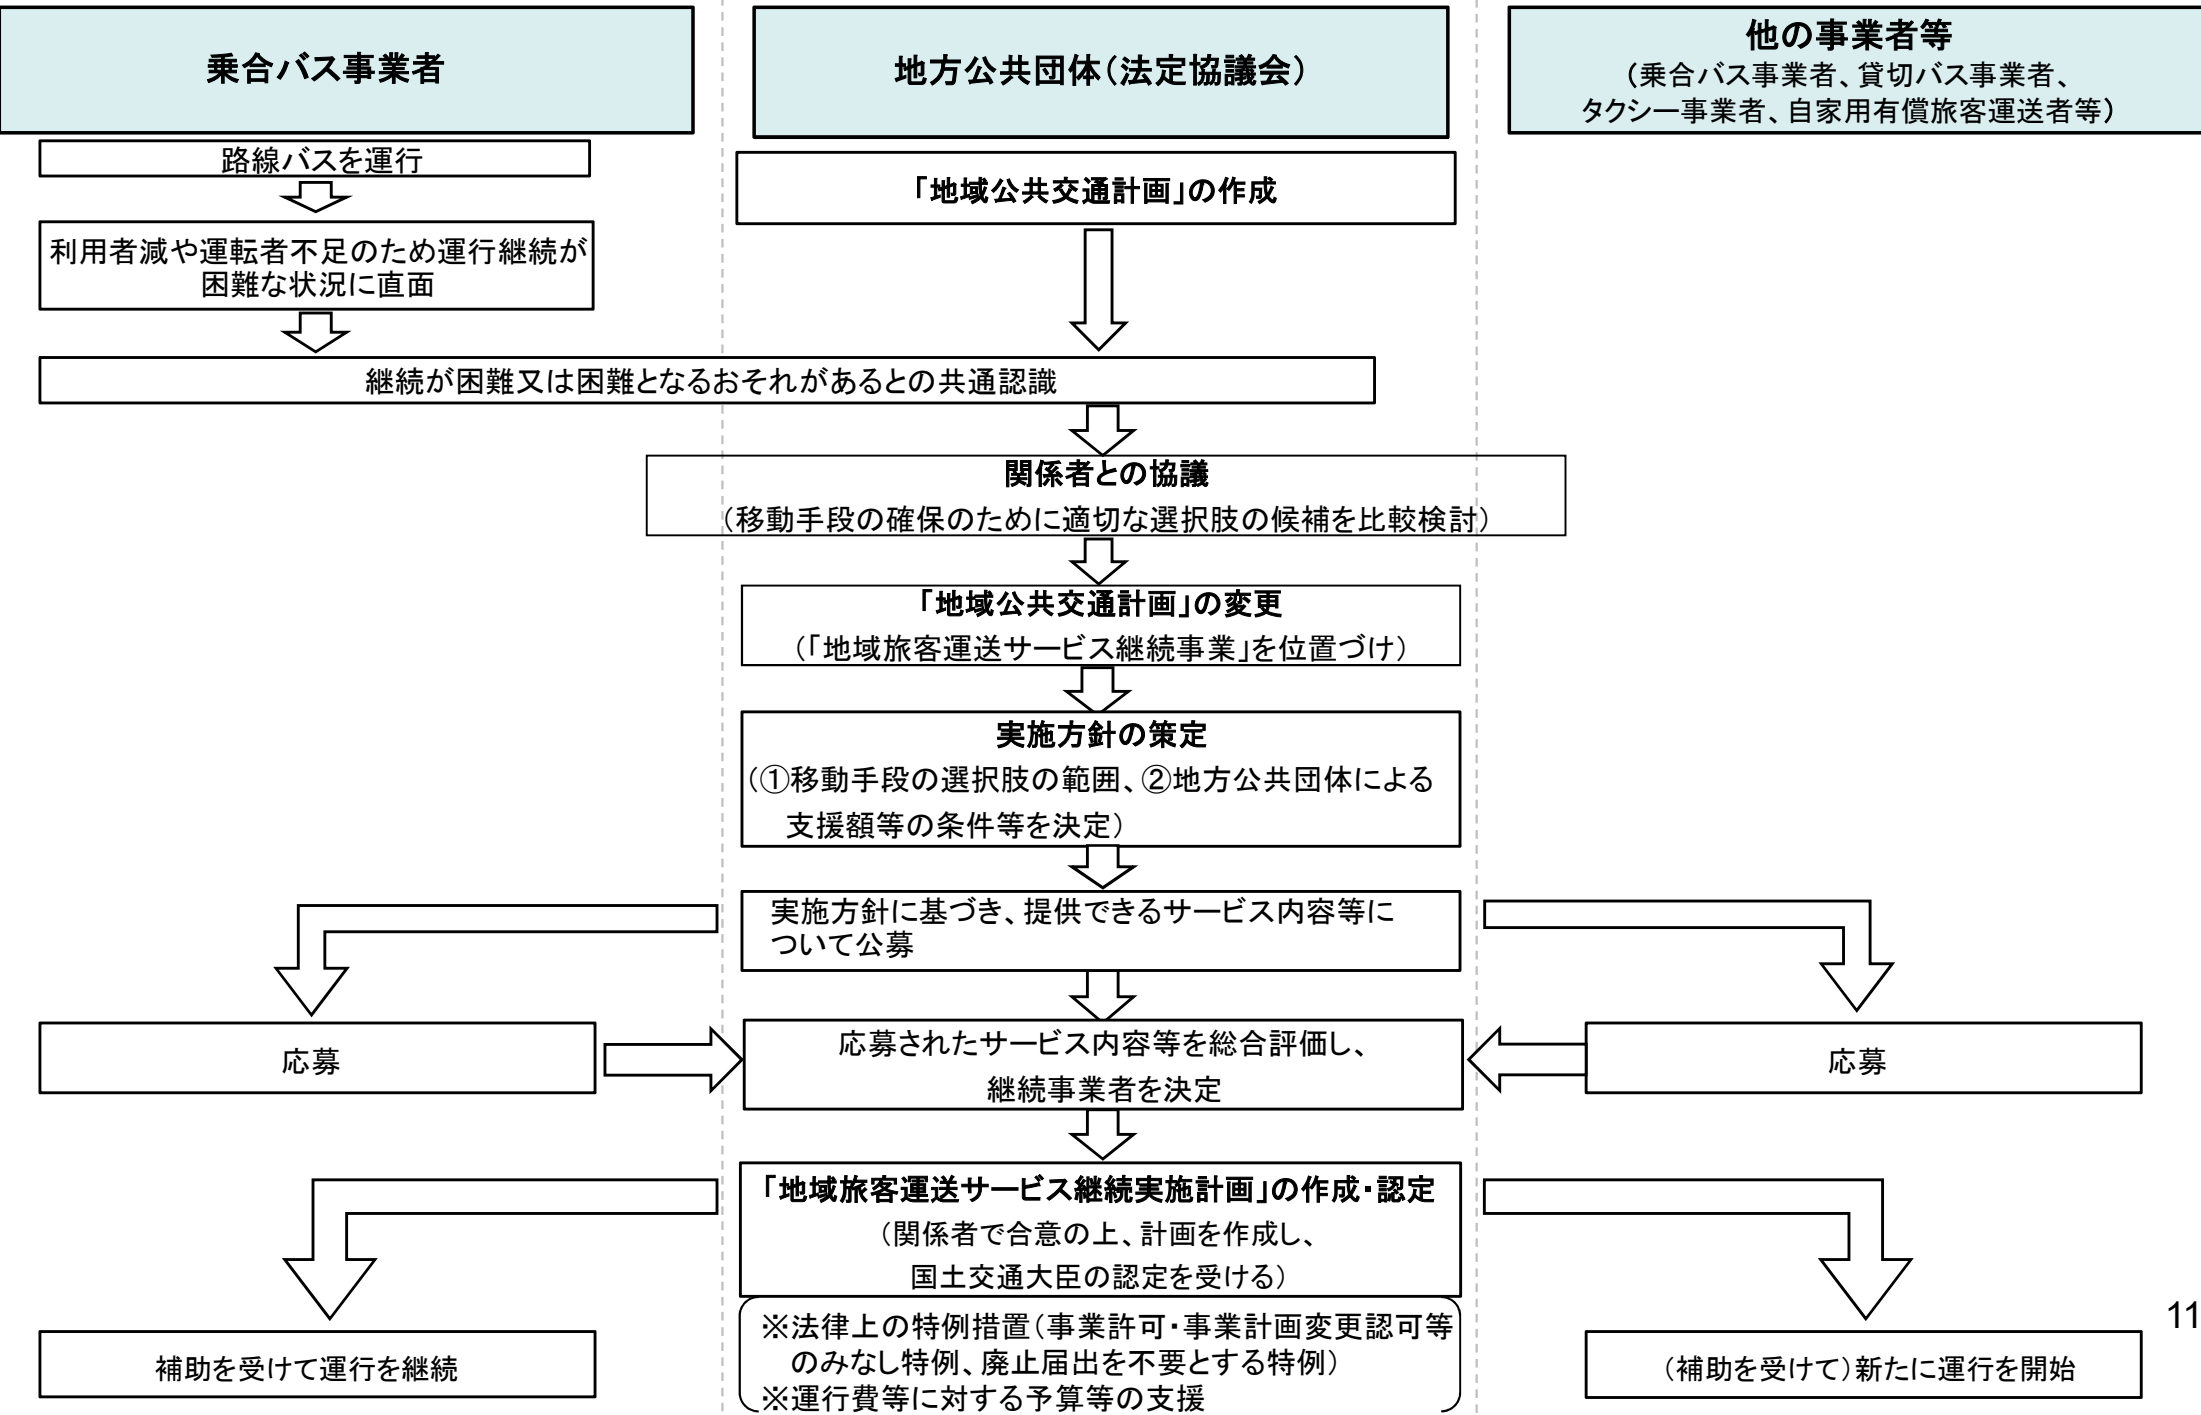 乗合バス事業者
地方公共団体（法定協議会）
他の事業者等
（乗合バス事業者、貸切バス事業者、
タクシー事業者、自家用有償旅客運送者等）
路線バスを運行
「地域公共交通計画」の作成
利用者減や運転者不足のため運行継続が
困難な状況に直面
継続が困難又は困難となるおそれがあるとの共通認識
関係者との協議
（移動手段の確保のために適切な選択肢の候補を比較検討）
「地域公共交通計画」の変更
（「地域旅客運送サービス継続事業」を位置づけ）
実施方針の策定
（①移動手段の選択肢の範囲、②地方公共団体による
支援額等の条件等を決定）
実施方針に基づき、提供できるサービス内容等に
ついて公募
応募
応募されたサービス内容等を総合評価し、
継続事業者を決定
応募
「地域旅客運送サービス継続実施計画」の作成・認定
（関係者で合意の上、計画を作成し、
国土交通大臣の認定を受ける）
※法律上の特例措置（事業許可・事業計画変更認可等
のみなし特例、廃止届出を不要とする特例）
※運行費等に対する予算等の支援
補助を受けて運行を継続
（補助を受けて）新たに運行を開始
11